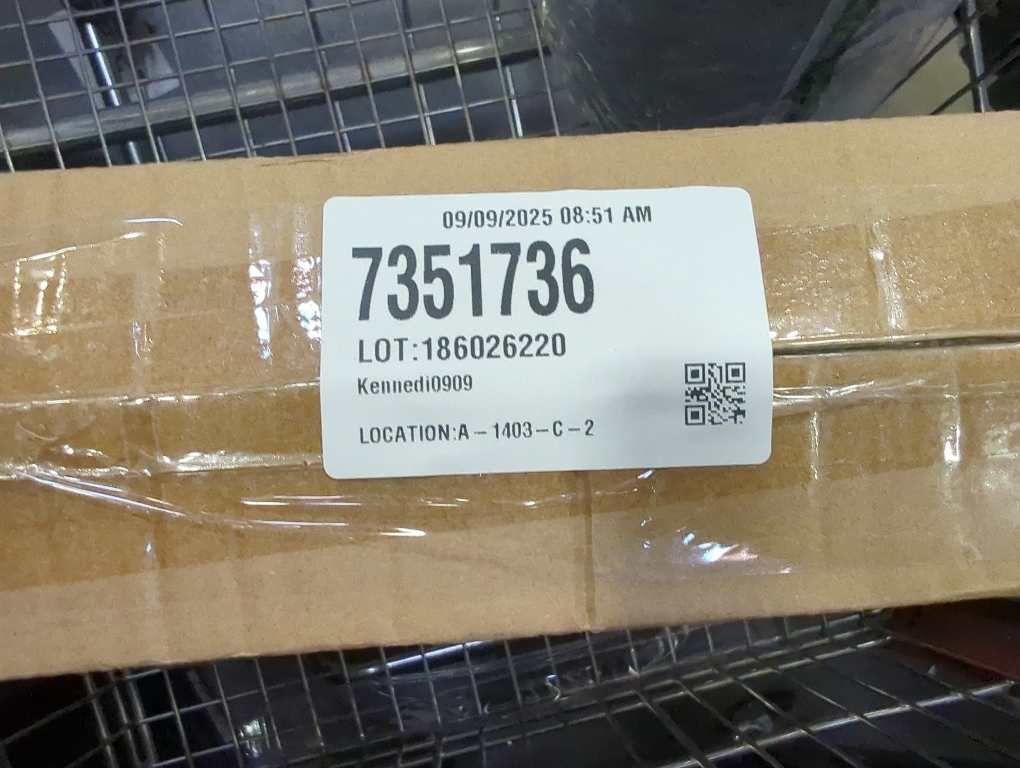 09/09/2025 08:51 AM
7351736
LOT:186026220
Kennedi0909
LOCATION:A - 1403 - C - 2